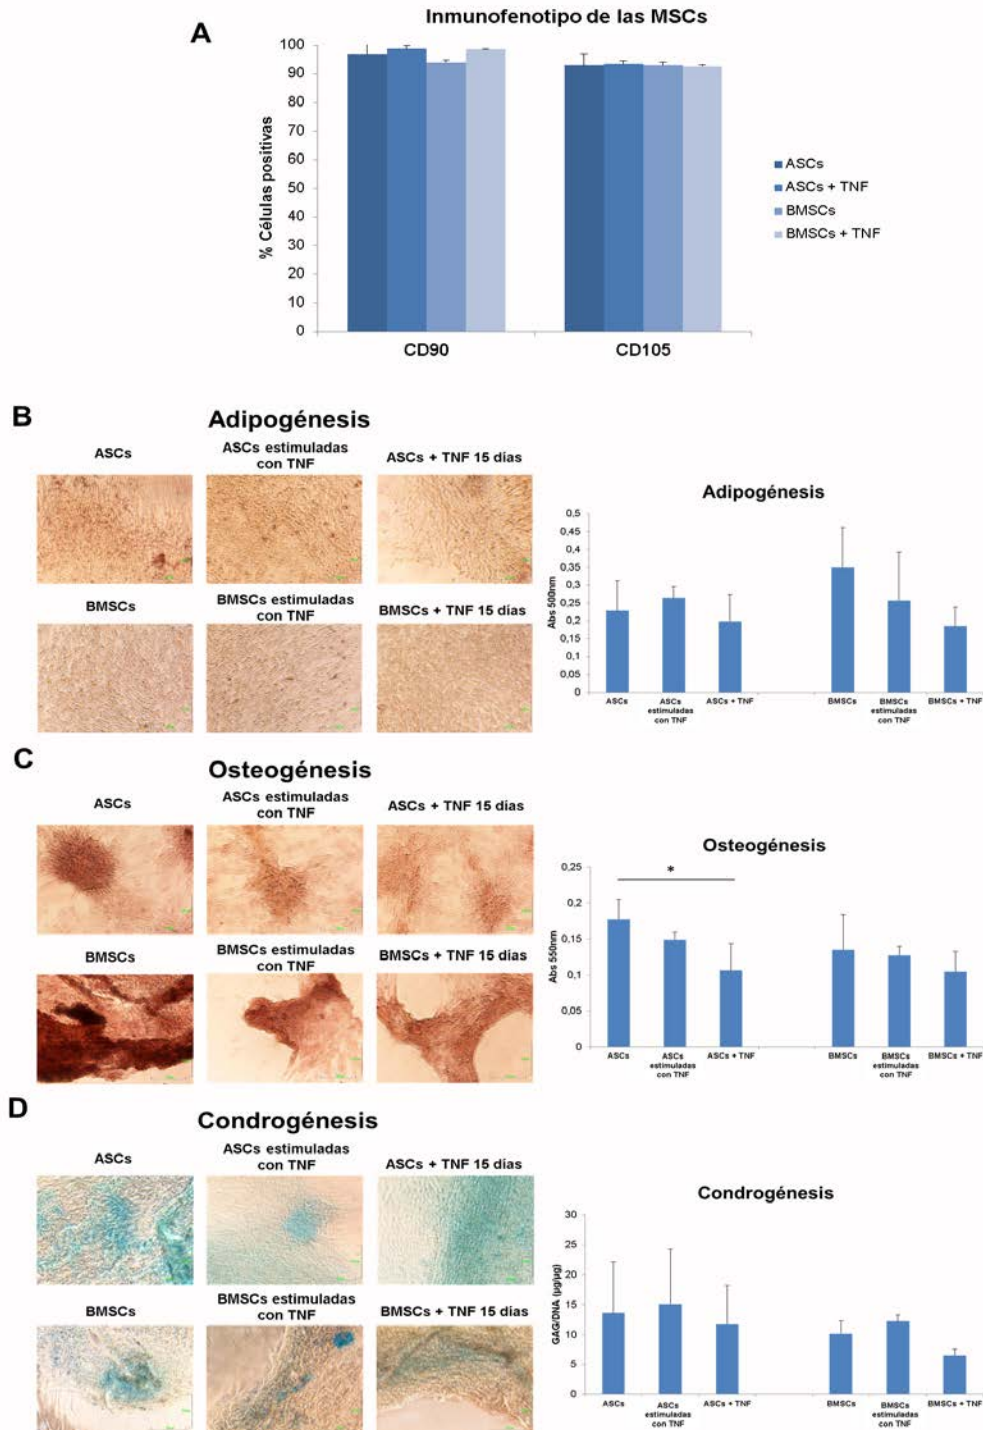 A
Inmunofenotipo de las MSCs
% Células positivas
100
90
80
70
60
50
40
30
20
10
0
CD90
CD105
ASCs
ASCs + TNF
BMSCs
BMSCs + TNF
B
Adipogénesis
ASCs
ASCs estimuladas
con TNF
ASCs + TNF 15 días
BMSCs
BMSCs estimuladas
con TNF
BMSCs + TNF 15 días
Adipogénesis
Abs 500nm
0,5
0,45
0,4
0,35
0,3
0,25
0,2
0,15
0,1
0,05
0
ASCs
ASCs
estimuladas
con TNF
ASCs + TNF
BMSCs
BMSCs
estimuladas
con TNF
BMSCs + TNF
C
Osteogénesis
ASCs
ASCs estimuladas
con TNF
ASCs + TNF 15 días
BMSCs
BMSCs estimuladas
con TNF
BMSCs + TNF 15 días
Osteogénesis
Abs 550nm
0,25
0,2
0,15
0,1
0,05
0
*
ASCs
ASCs
estimuladas
con TNF
ASCs + TNF
BMSCs
BMSCs
estimuladas
con TNF
BMSCs + TNF
D
Condrogénesis
ASCs
ASCs estimuladas
con TNF
ASCs + TNF 15 días
BMSCs
BMSCs estimuladas
con TNF
BMSCs + TNF 15 días
Condrogénesis
GAG/DNA (µg/µg)
30
25
20
15
10
5
0
ASCs
ASCs
estimuladas
con TNF
ASCs + TNF
BMSCs
BMSCs
estimuladas
con TNF
BMSCs + TNF